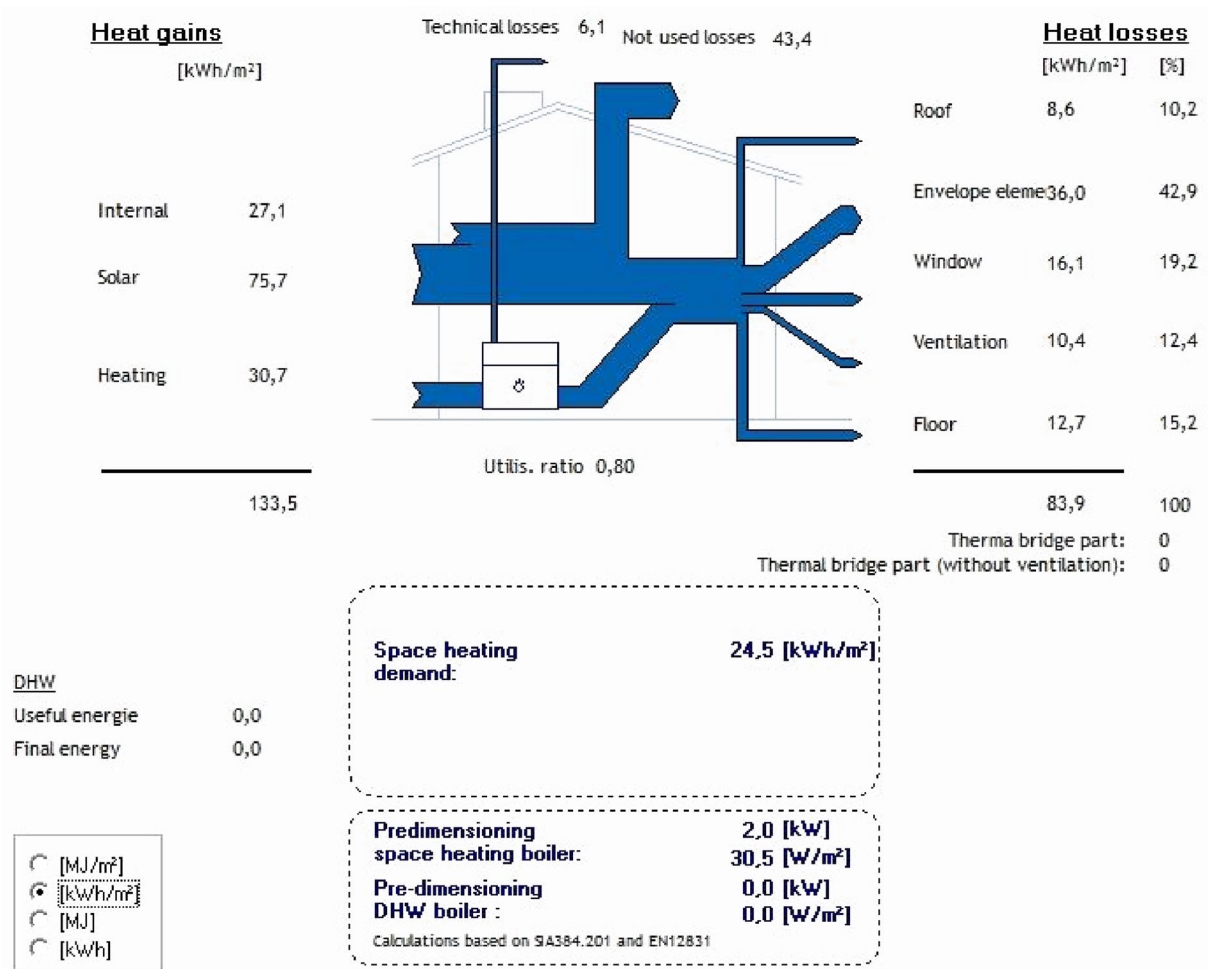 Heat gains
[kWh/m²]
Internal 27,1
Solar 75,7
Heating 30,7
133,5
Technical losses 6,1
Not used losses 43,4
Utilis. ratio 0,80
Heat losses
[kWh/m²] [%]
Roof 8,6 10,2
Envelope eleme 36,0 42,9
Window 16,1 19,2
Ventilation 10,4 12,4
Floor 12,7 15,2
83,9 100
Therma bridge part: 0
Thermal bridge part (without ventilation): 0
Space heating 24,5 [kWh/m²]
demand:
DHW
Useful energie 0,0
Final energy 0,0
Predimensioning 2,0 [kW]
space heating boiler: 30,5 [W/m²]
Pre-dimensioning 0,0 [kW]
DHW boiler : 0,0 [W/m²]
Calculations based on SIA384.201 and EN12831
[MJ/m²]
[kWh/m²]
[MJ]
[kWh]